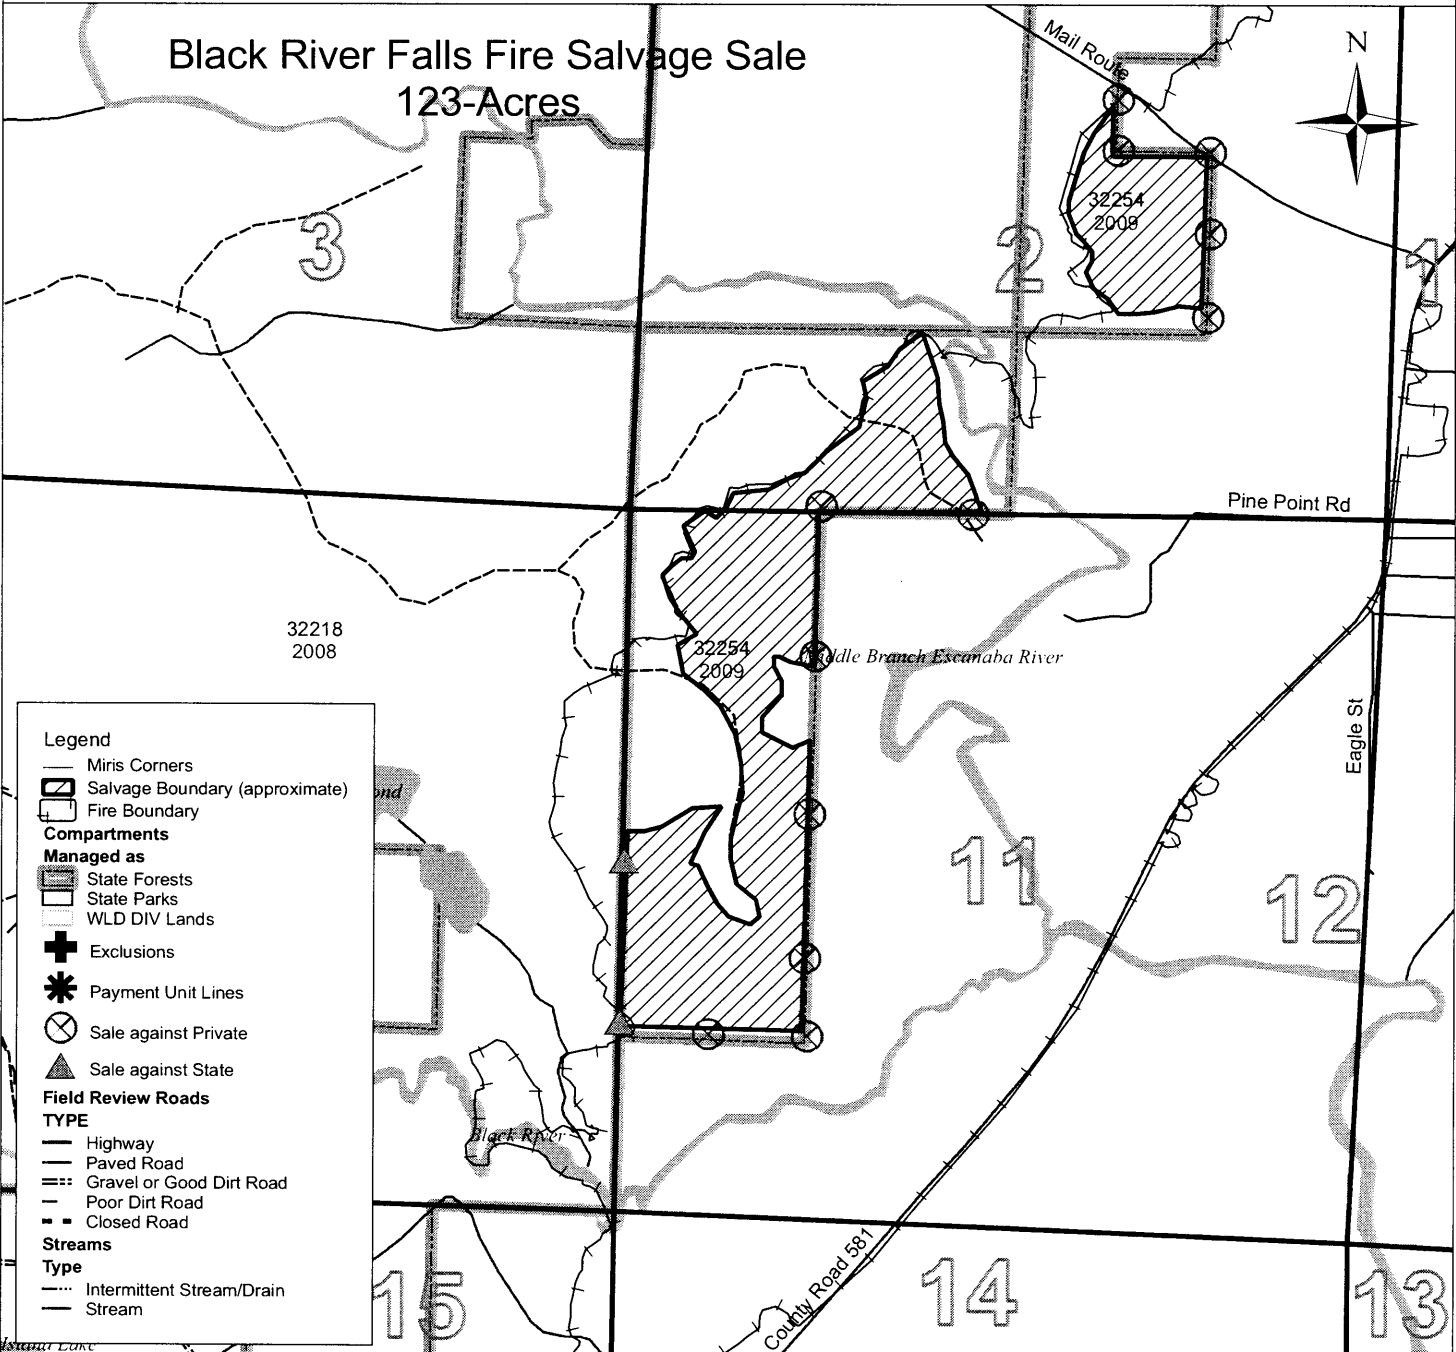 Black River Falls Fire Salvage Sale
123-Acres
Mail Route
N
32254
2009
3
2
1
Pine Point Rd
32218
2008
32254
2009
ddle Branch Escanaba River
Eagle St
11
12
ond
Legend
Miris Corners
Salvage Boundary (approximate)
Fire Boundary
Compartments
Managed as
State Forests
State Parks
WLD DIV Lands
Exclusions
Payment Unit Lines
Sale against Private
Sale against State
Field Review Roads
TYPE
Highway
Paved Road
Gravel or Good Dirt Road
Poor Dirt Road
Closed Road
Streams
Type
Intermittent Stream/Drain
Stream
Black River
County Road 581
15
14
13
Island Lake